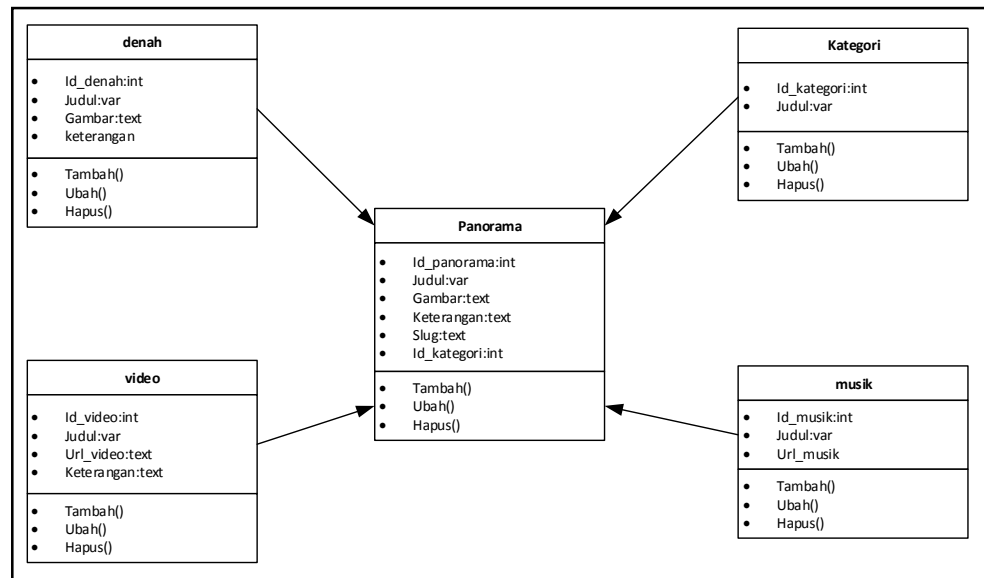 denah
• Id_denah:int
• Judul:var
• Gambar:text
• keterangan
• Tambah()
• Ubah()
• Hapus()
Kategori
• Id_kategori:int
• Judul:var
• Tambah()
• Ubah()
• Hapus()
Panorama
• Id_panorama:int
• Judul:var
• Gambar:text
• Keterangan:text
• Slug:text
• Id_kategori:int
• Tambah()
• Ubah()
• Hapus()
video
• Id_video:int
• Judul:var
• Url_video:text
• Keterangan:text
• Tambah()
• Ubah()
• Hapus()
musik
• Id_musik:int
• Judul:var
• Url_musik
• Tambah()
• Ubah()
• Hapus()